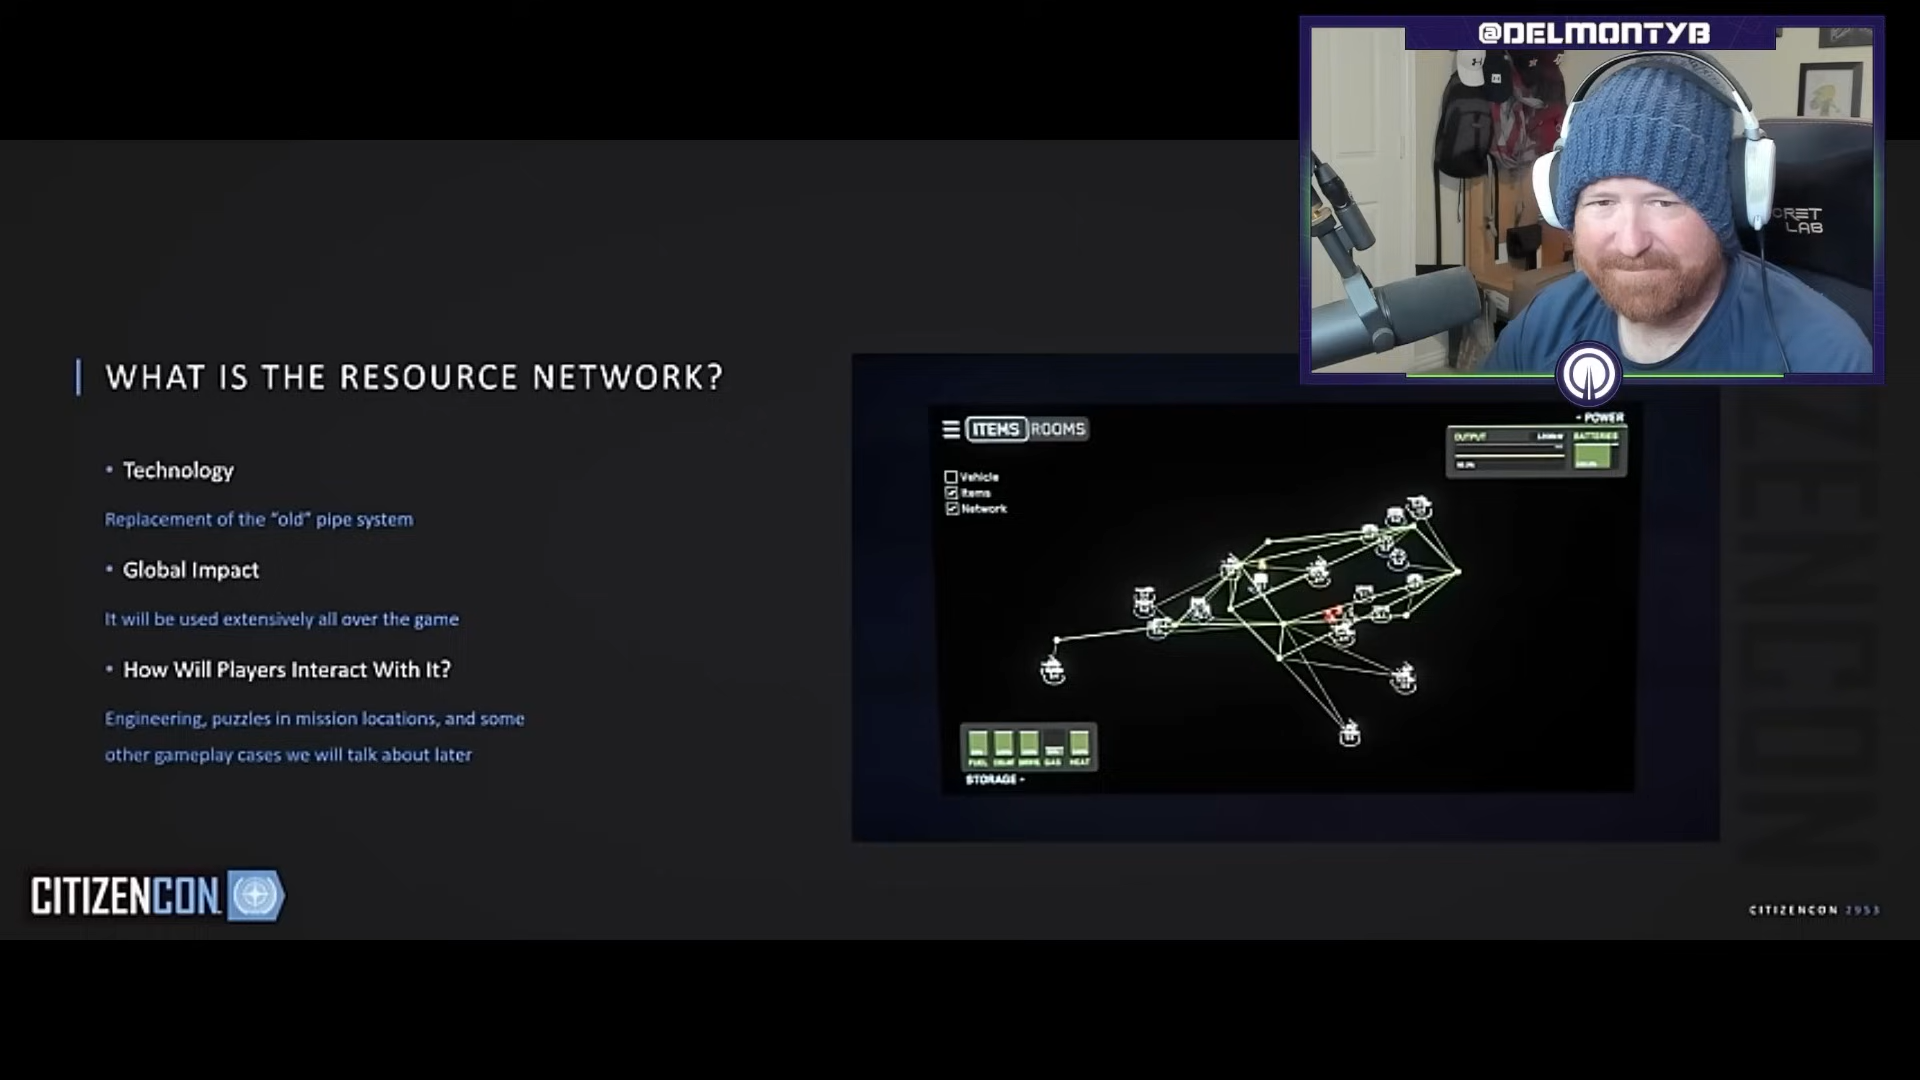 @DELMONTYB
CRET
LAB
WHAT IS THE RESOURCE NETWORK?
• Technology
Replacement of the “old” pipe system
• Global Impact
It will be used extensively all over the game
• How Will Players Interact With It?
Engineering, puzzles in mission locations, and some
other gameplay cases we will talk about later
ITEMS ROOMS
- POWER
OUTPUT
BATTERIES
Vehicle
Items
Network
FUEL
GAS HEAT
STORAGE -
ZENCON
CITIZENCON
CITIZENCON 2953